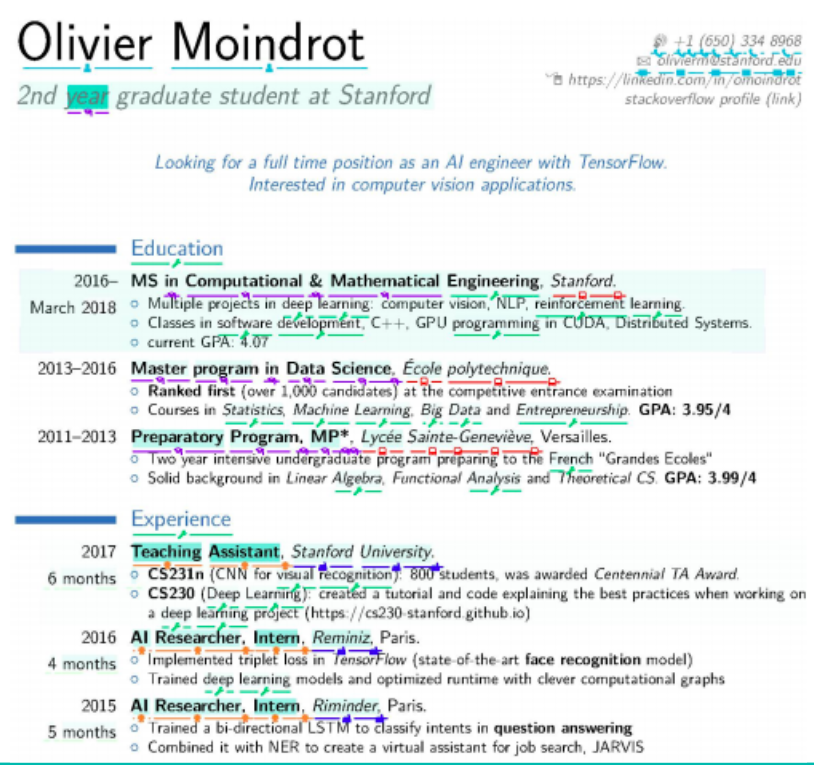 Olivier Moindrot
+1 (650) 334 8968
olivierm@stanford.edu
https://linkedin.com/in/omoindrot
stackoverflow profile (link)
2nd year graduate student at Stanford
Looking for a full time position as an AI engineer with TensorFlow.
Interested in computer vision applications.
Education
2016– MS in Computational & Mathematical Engineering, Stanford.
March 2018 Multiple projects in deep learning: computer vision, NLP, reinforcement learning.
Classes in software development, C++, GPU programming in CUDA, Distributed Systems.
current GPA: 4.07
2013–2016 Master program in Data Science, École polytechnique.
Ranked first (over 1,000 candidates) at the competitive entrance examination
Courses in Statistics, Machine Learning, Big Data and Entrepreneurship. GPA: 3.95/4
2011–2013 Preparatory Program, MP*, Lycée Sainte-Geneviève, Versailles.
Two year intensive undergraduate program preparing to the French "Grandes Ecoles"
Solid background in Linear Algebra, Functional Analysis and Theoretical CS. GPA: 3.99/4
Experience
2017 Teaching Assistant, Stanford University.
6 months CS231n (CNN for visual recognition): 800 students, was awarded Centennial TA Award.
CS230 (Deep Learning): created a tutorial and code explaining the best practices when working on
a deep learning project (https://cs230-stanford.github.io)
2016 AI Researcher, Intern, Reminiz, Paris.
4 months Implemented triplet loss in TensorFlow (state-of-the-art face recognition model)
Trained deep learning models and optimized runtime with clever computational graphs
2015 AI Researcher, Intern, Riminder, Paris.
5 months Trained a bi-directional LSTM to classify intents in question answering
Combined it with NER to create a virtual assistant for job search, JARVIS